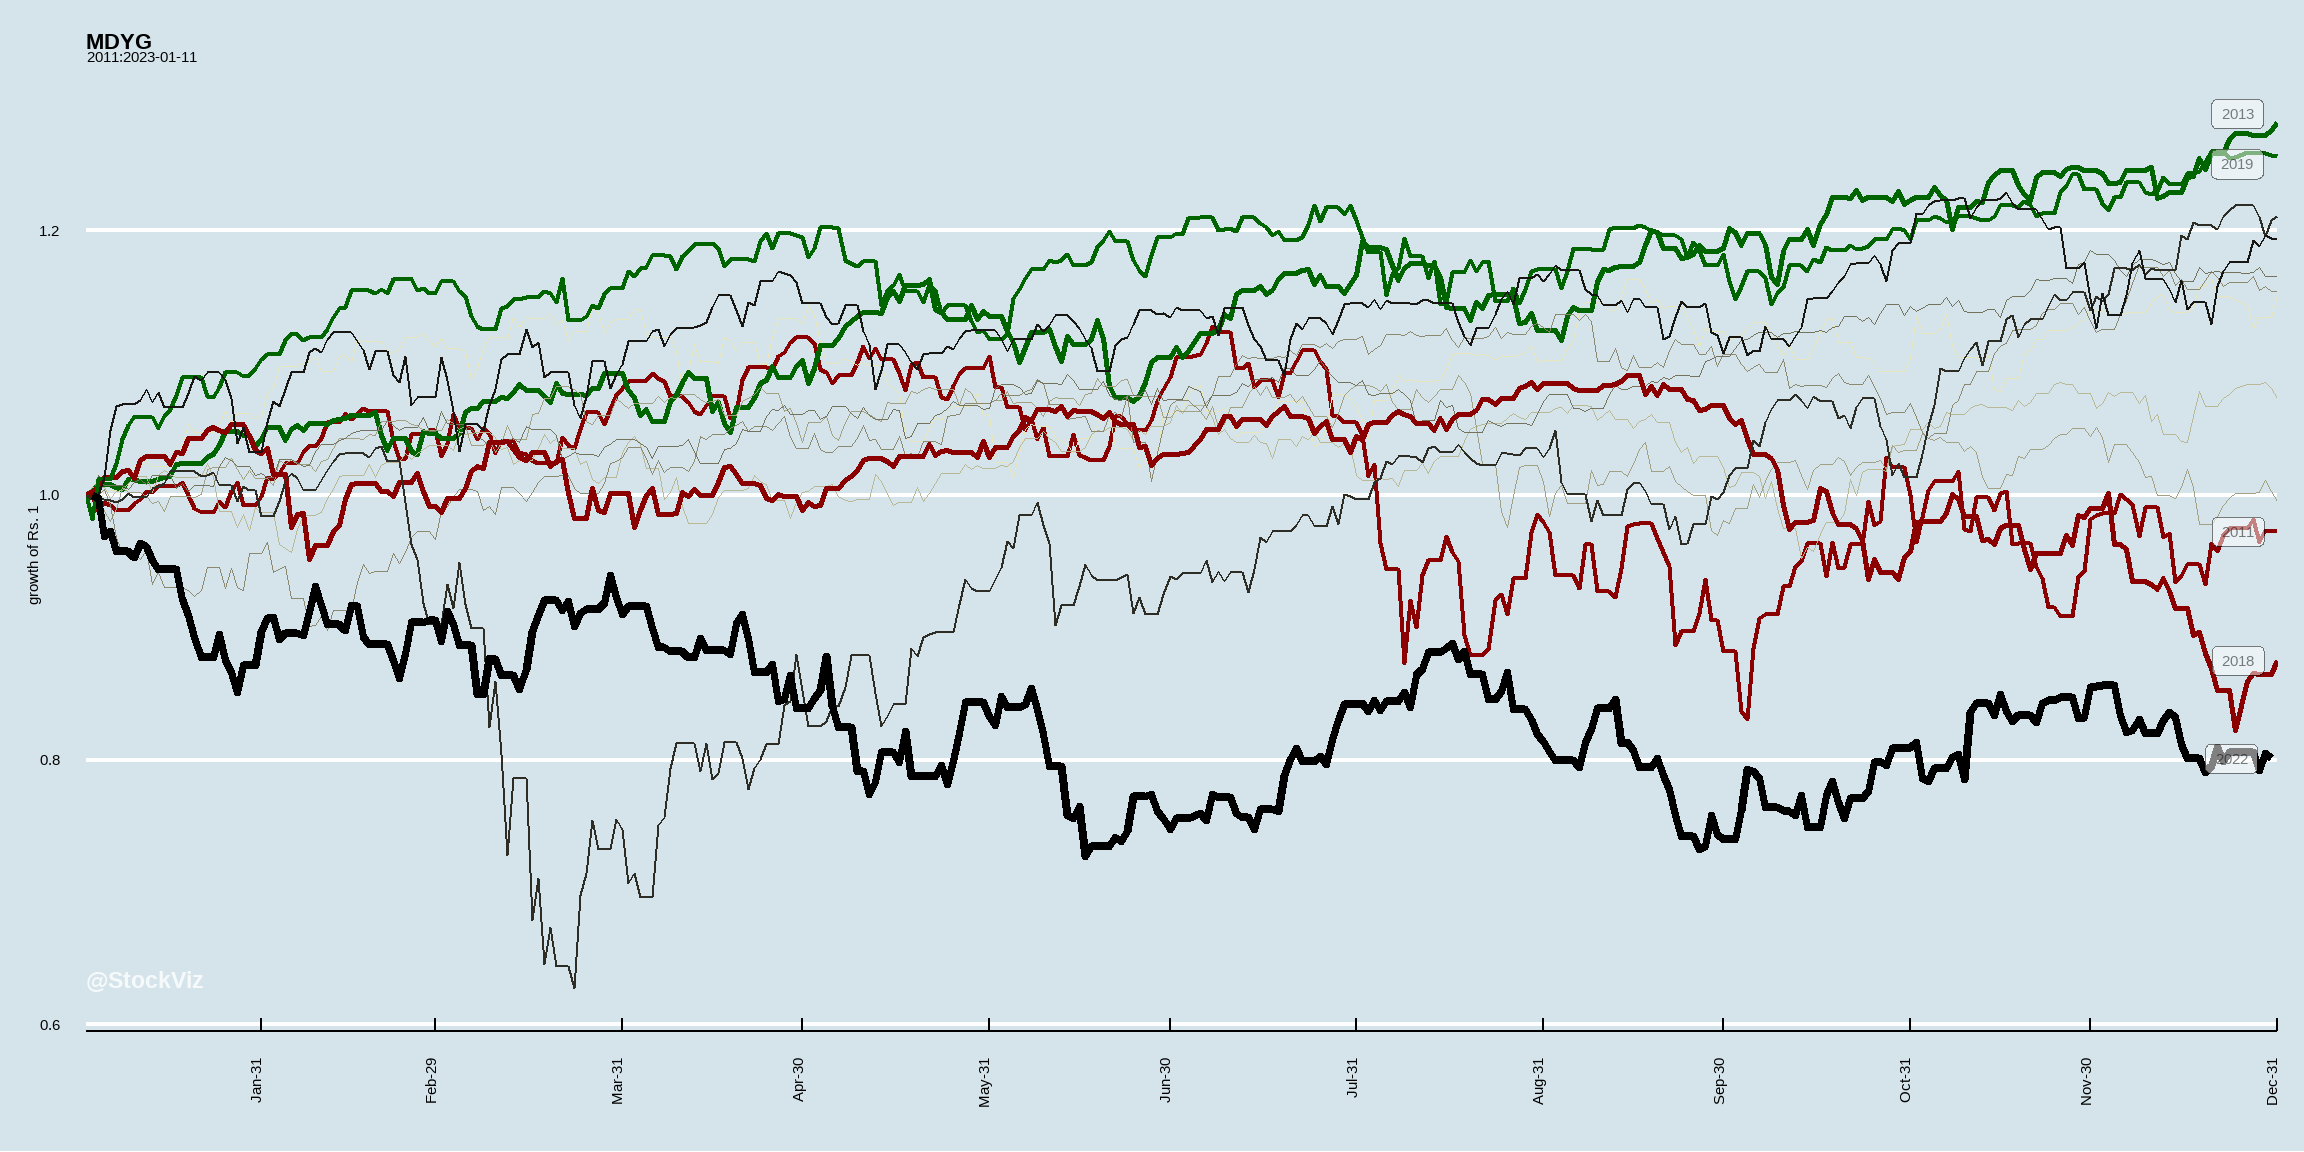 MDYG
2011:2023-01-11
2013
2019
1.2
1.0
growth of Rs. 1
2011
2018
2022
0.8
@StockViz
0.6
Jan-31
Feb-29
Mar-31
Apr-30
May-31
Jun-30
Jul-31
Aug-31
Sep-30
Oct-31
Nov-30
Dec-31